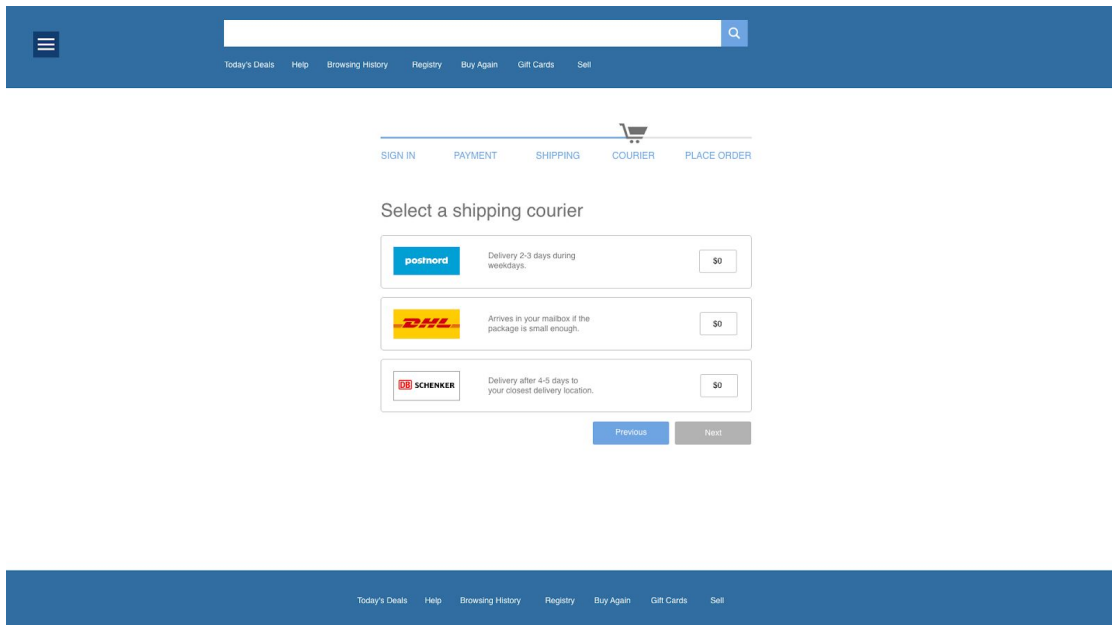 Today's Deals Help Browsing History Registry Buy Again Gift Cards Sell
SIGN IN PAYMENT SHIPPING COURIER PLACE ORDER
Select a shipping courier
postnord
Delivery 2-3 days during
weekdays.
$0
DHL
Arrives in your mailbox if the
package is small enough.
$0
DB SCHENKER
Delivery after 4-5 days to
your closest delivery location.
$0
Previous Next
Today's Deals Help Browsing History Registry Buy Again Gift Cards Sell